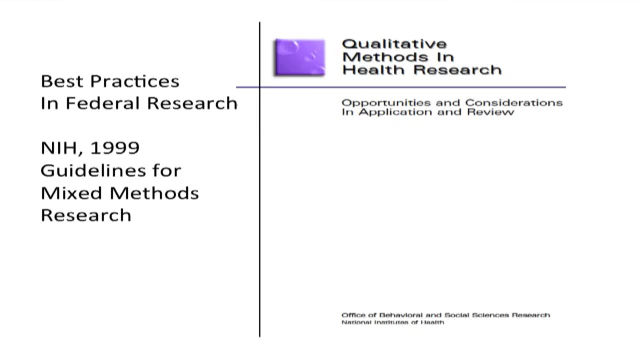 Best Practices
In Federal Research
NIH, 1999
Guidelines for
Mixed Methods
Research
Qualitative
Methods In
Health Research
Opportunities and Considerations
In Application and Review
Office of Behavioral and Social Sciences Research
National Institutes of Health